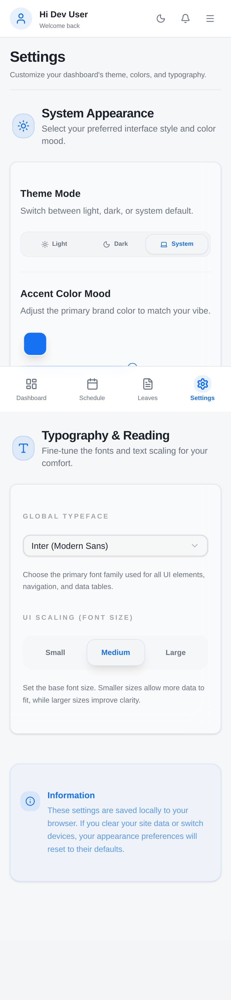 Hi Dev User
Welcome back
Settings
Customize your dashboard's theme, colors, and typography.
System Appearance
Select your preferred interface style and color
mood.
Theme Mode
Switch between light, dark, or system default.
Light
Dark
System
Accent Color Mood
Adjust the primary brand color to match your vibe.
Dashboard
Schedule
Leaves
Settings
Typography & Reading
Fine-tune the fonts and text scaling for your
comfort.
GLOBAL TYPEFACE
Inter (Modern Sans)
Choose the primary font family used for all UI elements,
navigation, and data tables.
UI SCALING (FONT SIZE)
Small
Medium
Large
Set the base font size. Smaller sizes allow more data to
fit, while larger sizes improve clarity.
Information
These settings are saved locally to your
browser. If you clear your site data or switch
devices, your appearance preferences will
reset to their defaults.